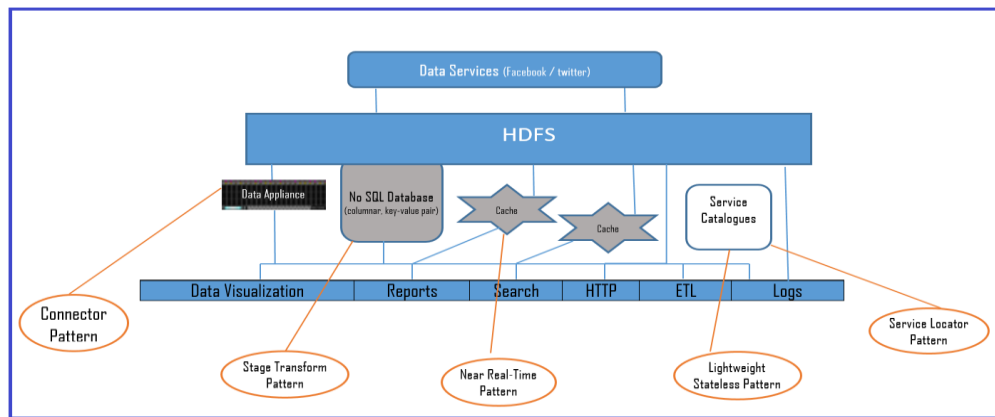 Data Services (Facebook / twitter)
HDFS
Data Appliance
No SQL Database
(columnar, key-value pair)
Cache
Cache
Service
Catalogues
Data Visualization
Reports
Search
HTTP
ETL
Logs
Connector
Pattern
Stage Transform
Pattern
Near Real-Time
Pattern
Lightweight
Stateless Pattern
Service Locator
Pattern